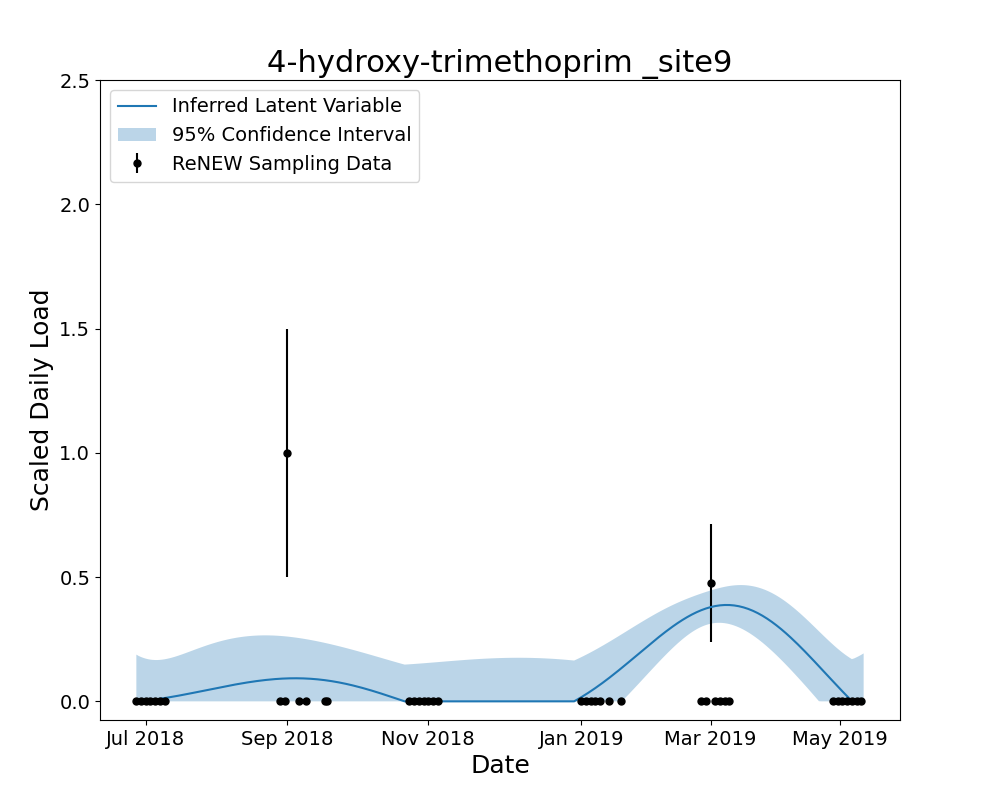 4-hydroxy-trimethoprim _site9
2.5
Inferred Latent Variable
95% Confidence Interval
ReNEW Sampling Data
2.0
1.5
1.0
0.5
0.0
Scaled Daily Load
Jul 2018 Sep 2018 Nov 2018 Jan 2019 Mar 2019 May 2019
Date